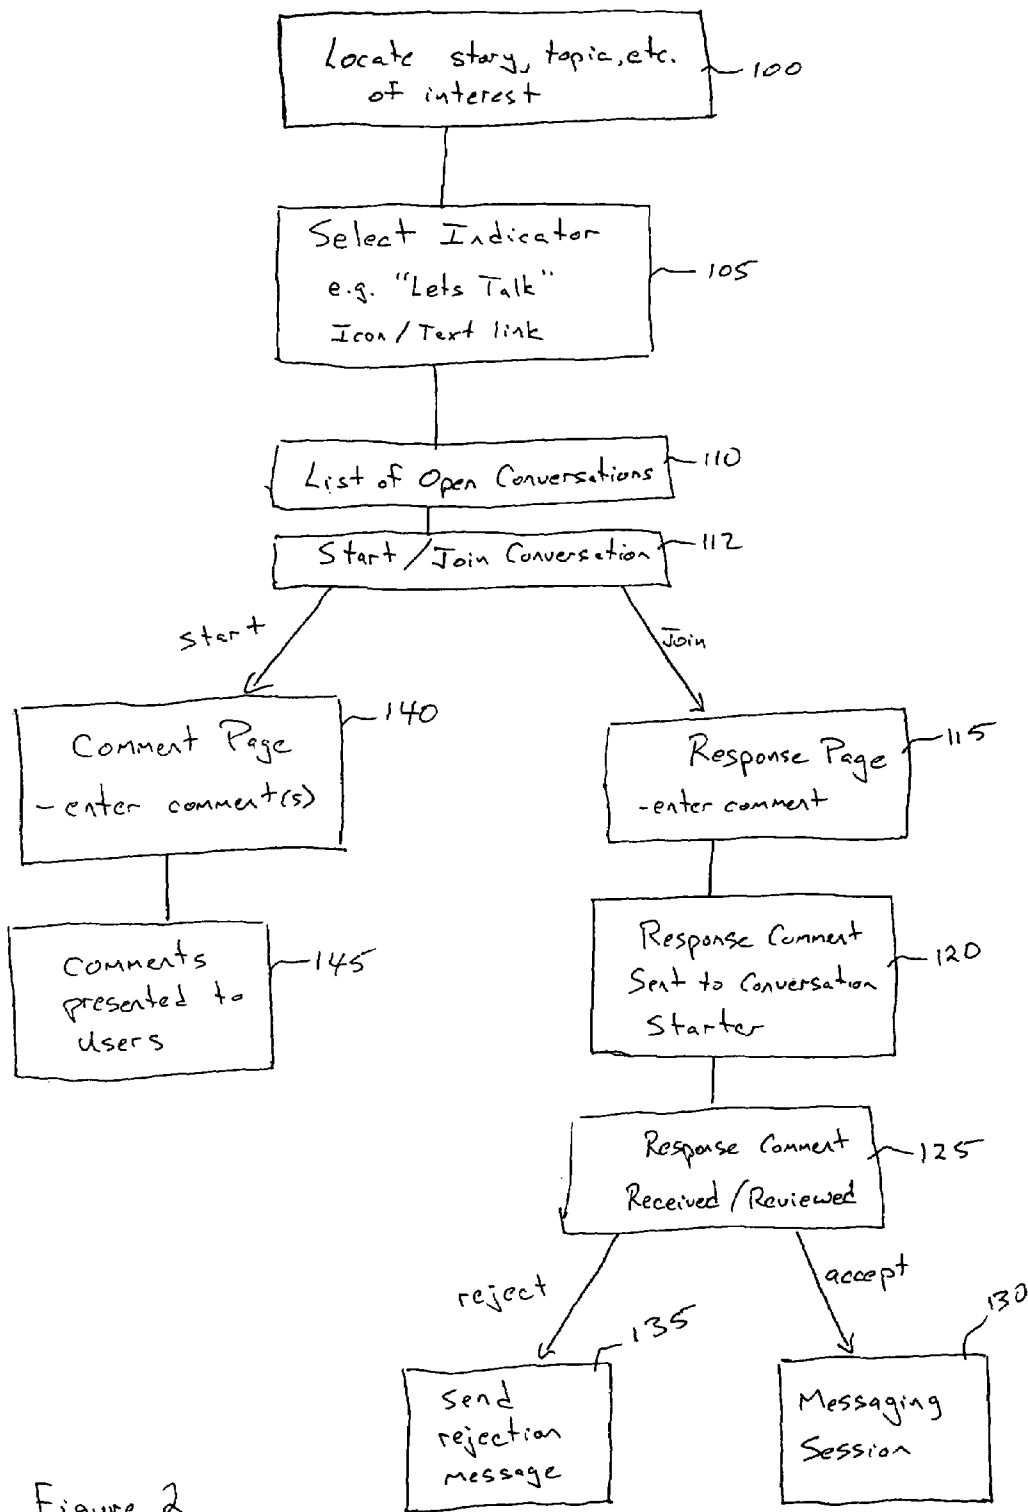 Locate story, topic, etc.
of interest
100
Select Indicator
e.g. "Lets Talk"
Icon/Text link
105
List of Open Conversations
110
Start/Join Conversation
112
Start
Join
Comment Page
- enter comment(s)
140
Response Page
- enter comment
115
Comments
presented to
users
145
Response Comment
Sent to Conversation
Starter
120
Response Comment
Received/Reviewed
125
reject
accept
135
130
Send
rejection
message
Messaging
Session
Figure 2